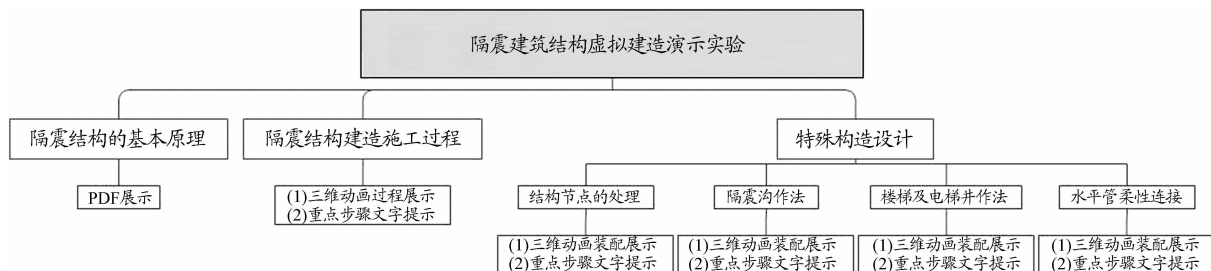 隔震建筑结构虚拟建造演示实验
隔震结构的基本原理
隔震结构建造施工过程
特殊构造设计
PDF展示
(1)三维动画过程展示
(2)重点步骤文字提示
结构节点的处理
隔震沟作法
楼梯及电梯井作法
水平管柔性连接
(1)三维动画装配展示
(2)重点步骤文字提示
(1)三维动画装配展示
(2)重点步骤文字提示
(1)三维动画装配展示
(2)重点步骤文字提示
(1)三维动画装配展示
(2)重点步骤文字提示